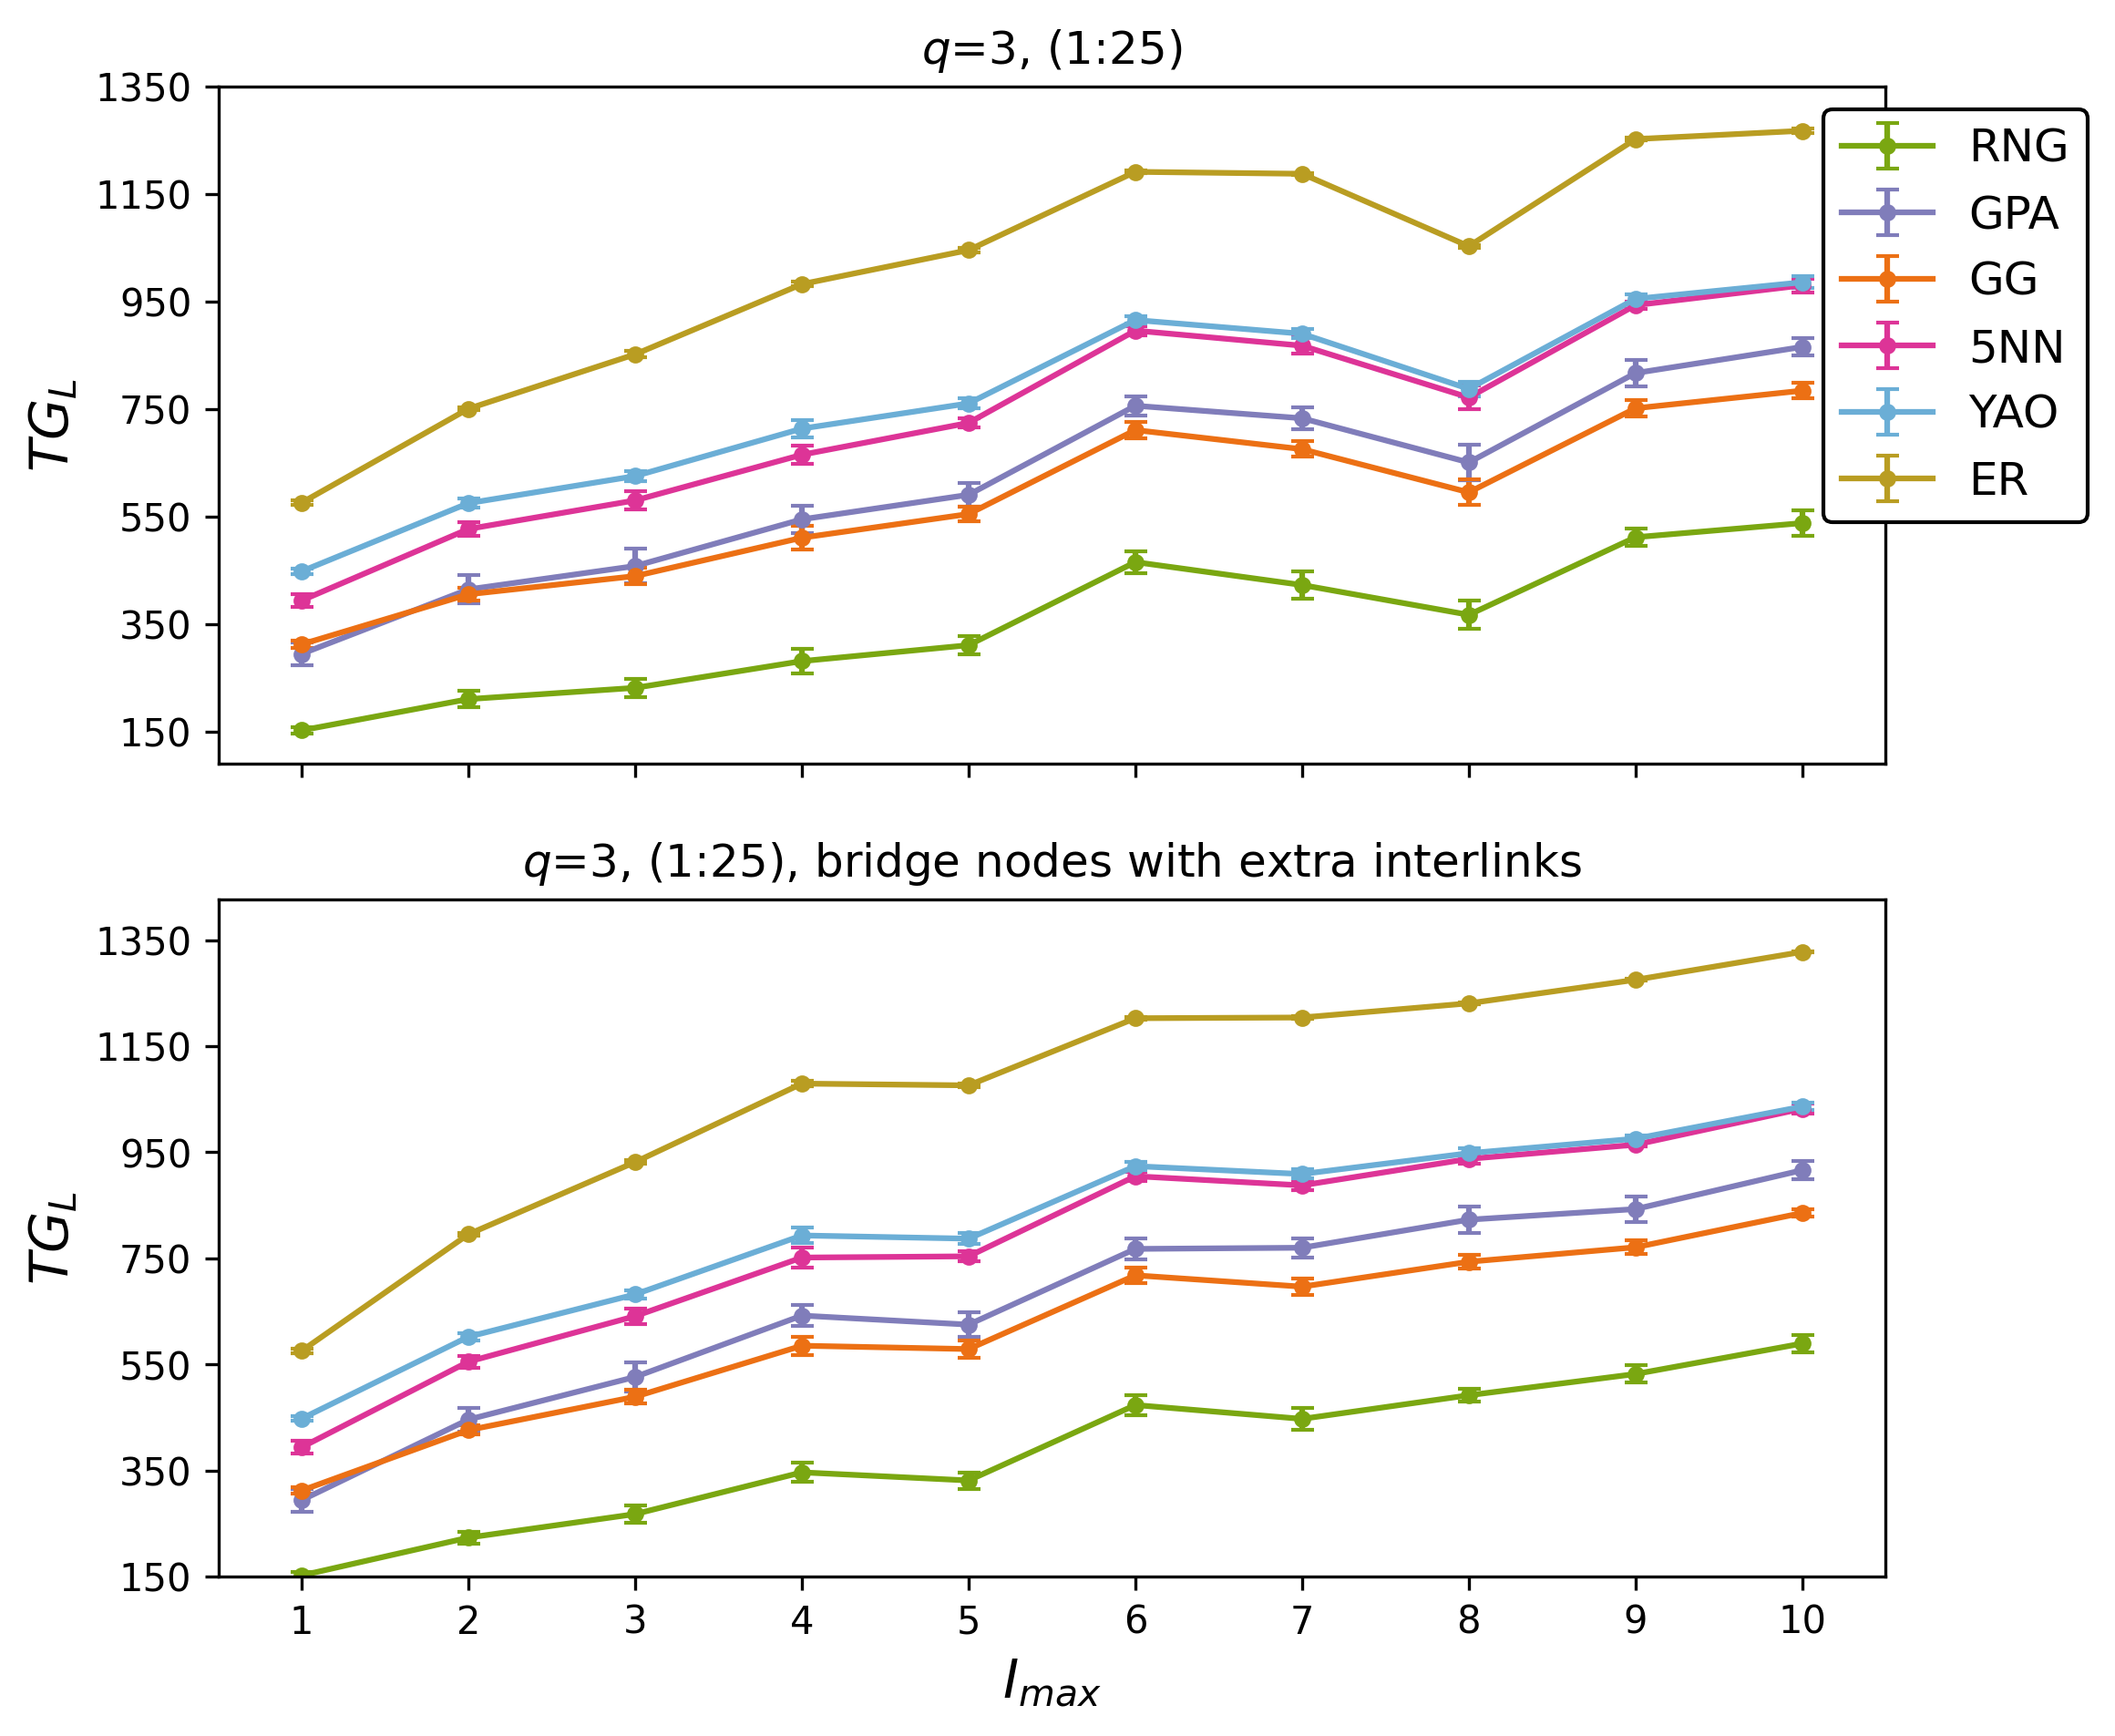 q=3, (1:25)
1350
1150
950
750
550
350
150
TG_L
RNG
GPA
GG
5NN
YAO
ER
q=3, (1:25), bridge nodes with extra interlinks
1350
1150
950
750
550
350
150
TG_L
1 2 3 4 5 6 7 8 9 10
I_max